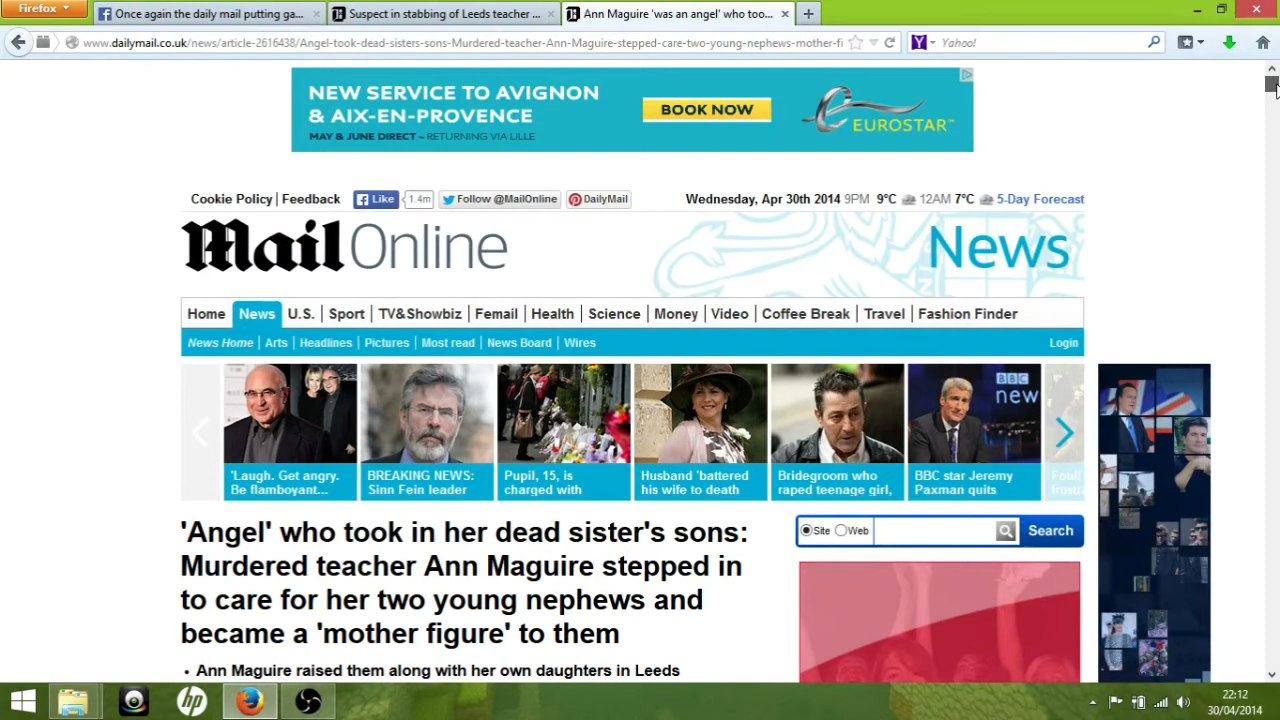 Firefox
Once again the daily mail putting ga...
Suspect in stabbing of Leeds teacher ...
Ann Maguire 'was an angel' who too...
www.dailymail.co.uk/news/article-2616438/Angel-took-dead-sisters-sons-Murdered-teacher-Ann-Maguire-stepped-care-two-young-nephews-mother-fi
Yahoo!
NEW SERVICE TO AVIGNON
& AIX-EN-PROVENCE
MAY & JUNE DIRECT – RETURNING VIA LILLE
BOOK NOW
EUROSTAR™
Cookie Policy | Feedback
Like
1.4m
Follow @MailOnline
DailyMail
Wednesday, Apr 30th 2014 9PM 9°C 12AM 7°C 5-Day Forecast
Mail Online
News
Home News U.S. Sport TV&Showbiz Femail Health Science Money Video Coffee Break Travel Fashion Finder
News Home Arts Headlines Pictures Most read News Board Wires
Login
'Laugh. Get angry.
Be flamboyant...
BREAKING NEWS:
Sinn Fein leader
Pupil, 15, is
charged with
Husband 'battered
his wife to death
Bridegroom who
raped teenage girl,
BBC
new
BBC star Jeremy
Paxman quits
'Angel' who took in her dead sister's sons:
Murdered teacher Ann Maguire stepped in
to care for her two young nephews and
became a 'mother figure' to them
• Ann Maguire raised them along with her own daughters in Leeds
Site Web
Search
hp
22:12
30/04/2014